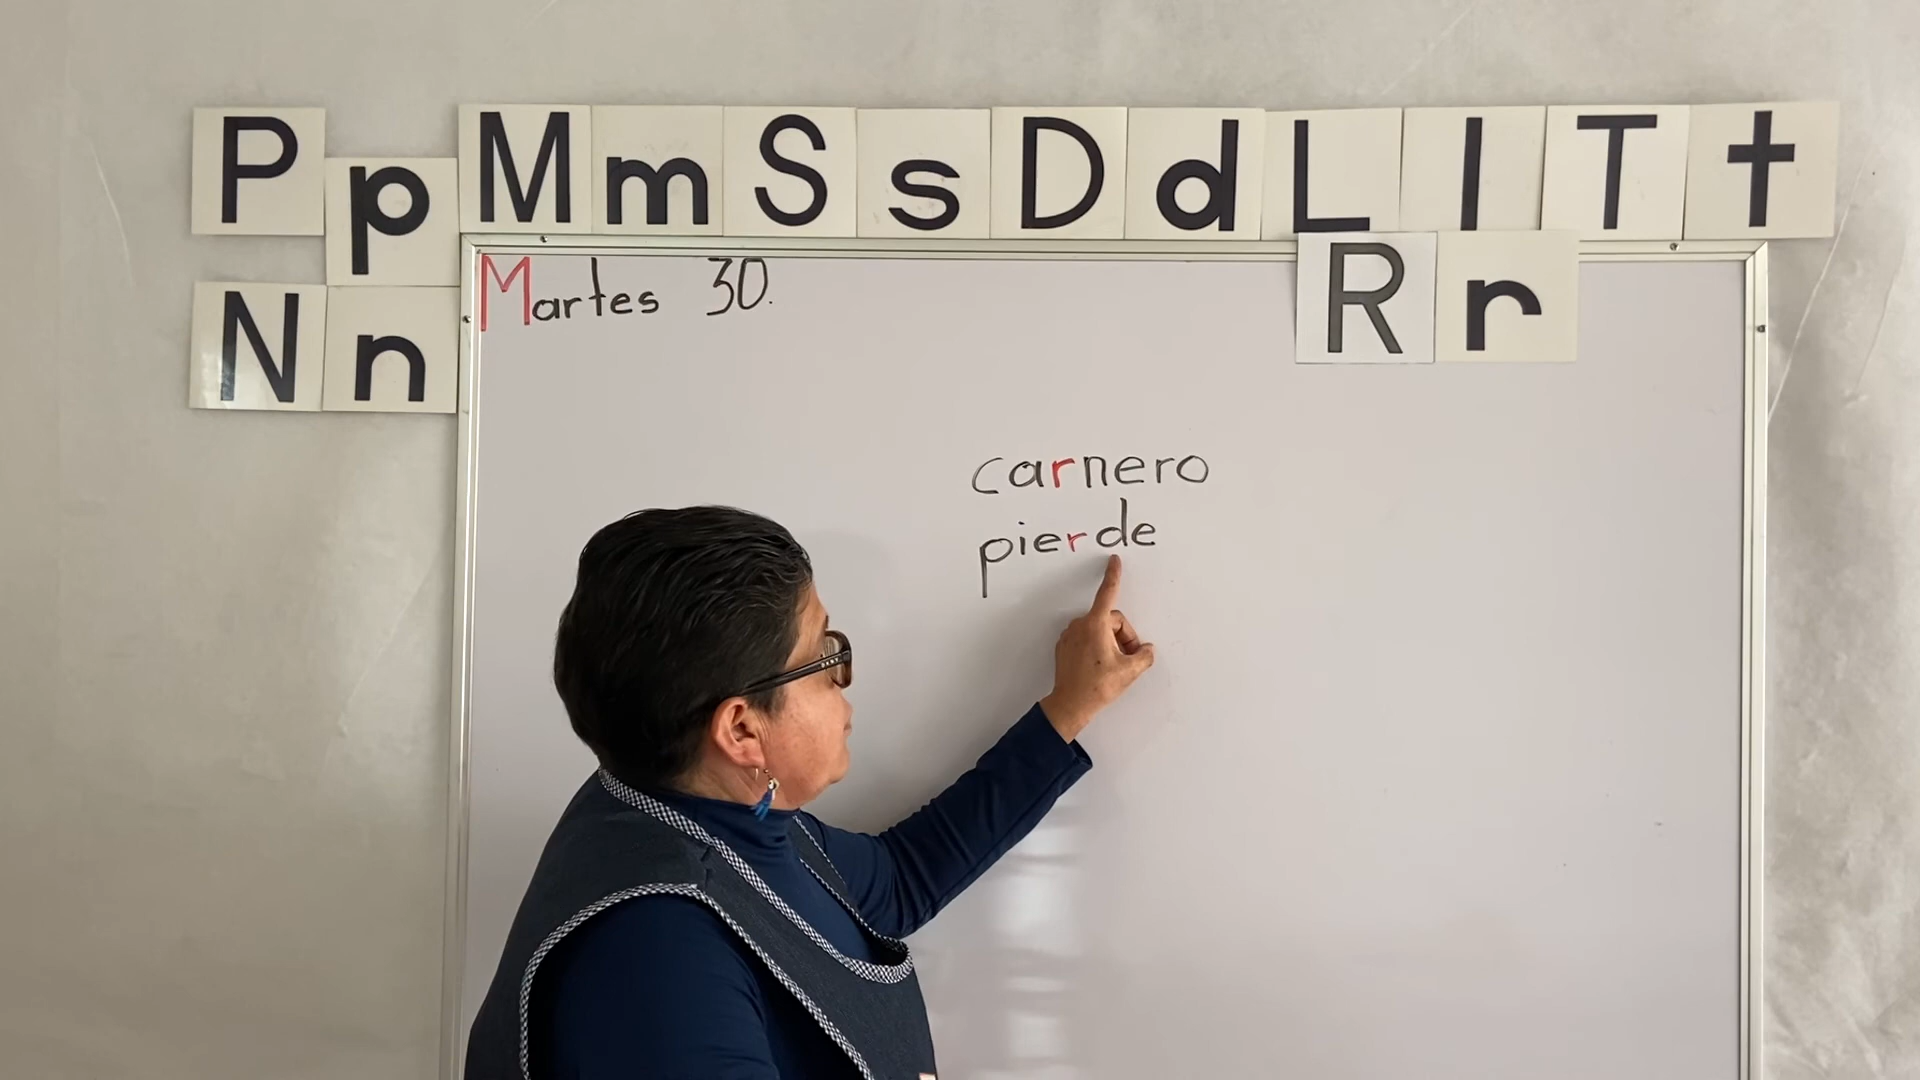 P p M m S s D d L l T t
R r
N n
Martes 30.
carnero
pierde